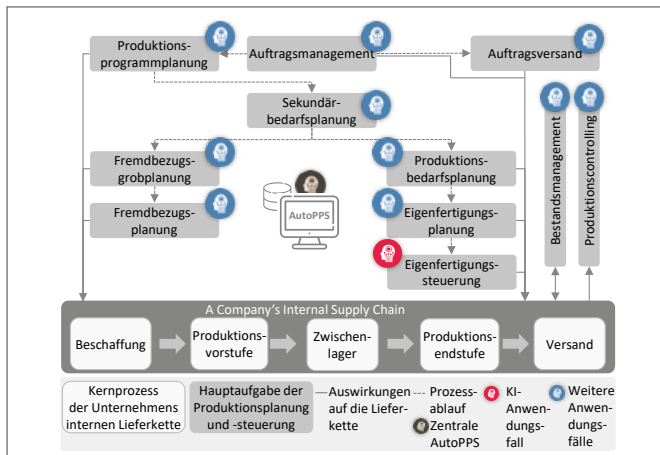 Produktions-
programmplanung
Auftragsmanagement
Auftragsversand
Sekundär-
bedarfsplanung
Fremdbezugs-
grobplanung
Produktions-
bedarfsplanung
Fremdbezugs-
planung
AutoPPS
Eigenfertigungs-
planung
Eigenfertigungs-
steuerung
Bestandsmanagement
Produktionscontrolling
A Company's Internal Supply Chain
Beschaffung
Produktions-
vorstufe
Zwischen-
lager
Produktions-
endstufe
Versand
Kernprozess
der Unternehmens
internen Lieferkette
Hauptaufgabe der
Produktionsplanung
und -steuerung
Auswirkungen
auf die Liefer-
kette
Prozess-
ablauf
Zentrale
AutoPPS
KI-
Anwen-
dungs-
fall
Weitere
Anwen-
dungs-
fälle